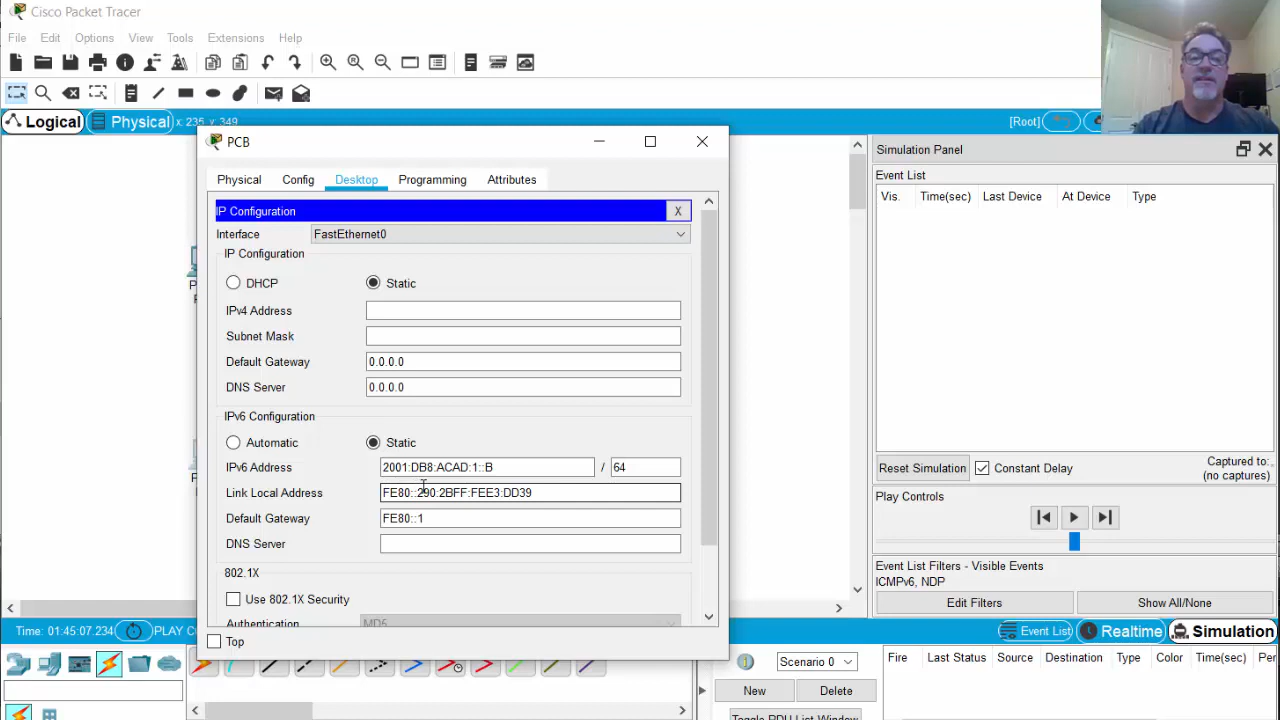 Cisco Packet Tracer
File Edit Options View Tools Extensions Help
Logical Physical x: 235, y: 349 [Root]
PCB
Physical Config Desktop Programming Attributes
IP Configuration X
Interface FastEthernet0
IP Configuration
DHCP Static
IPv4 Address
Subnet Mask
Default Gateway 0.0.0.0
DNS Server 0.0.0.0
IPv6 Configuration
Automatic Static
IPv6 Address 2001:DB8:ACAD:1::B / 64
Link Local Address FE80::290:2BFF:FEE3:DD39
Default Gateway FE80::1
DNS Server
802.1X
Use 802.1X Security
Authentication MD5
Top
Simulation Panel
Event List
Vis. Time(sec) Last Device At Device Type
Reset Simulation Constant Delay Captured to:
(no captures)
Play Controls
Event List Filters - Visible Events
ICMPv6, NDP
Edit Filters Show All/None
Time: 01:45:07.234 PLAY C Event List Realtime Simulation
Scenario 0 Fire Last Status Source Destination Type Color Time(sec) Per
New Delete
Toggle PDU List Window